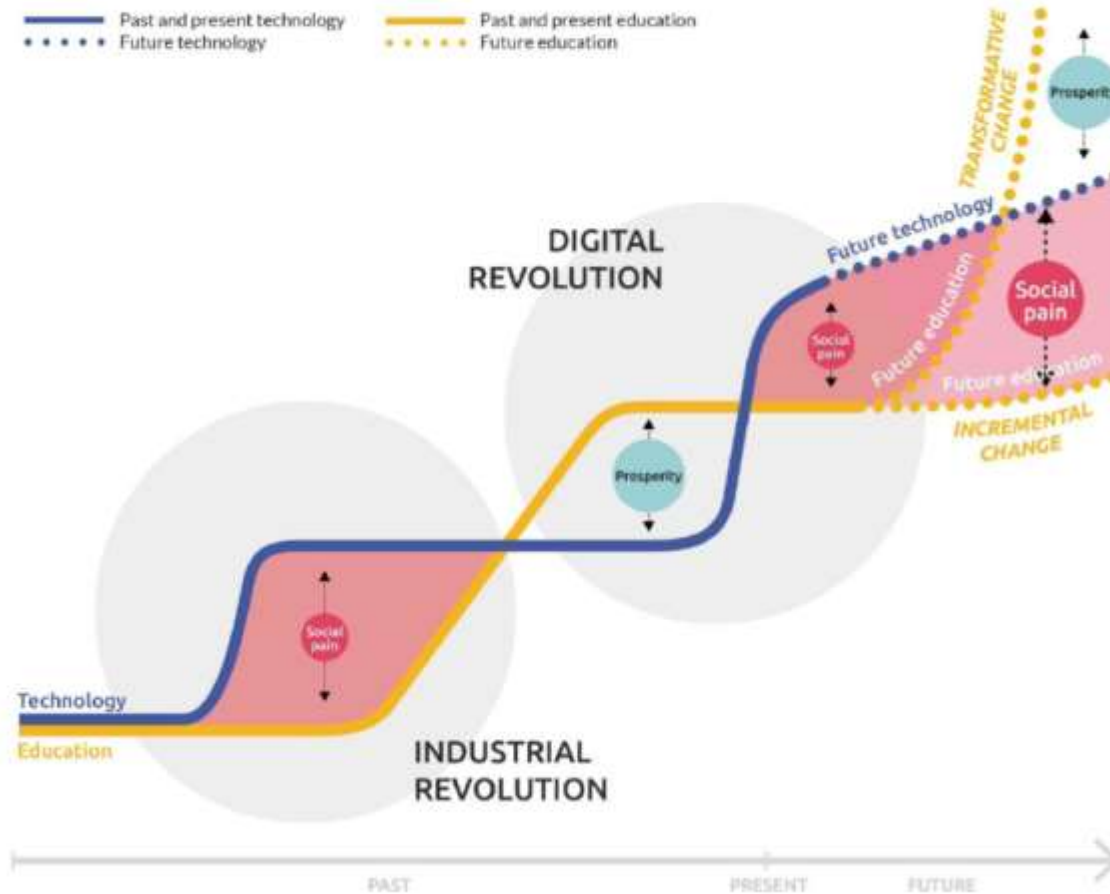 Past and present technology
Future technology
Past and present education
Future education
TRANSFORMATIVE
CHANGE
Prosperity
DIGITAL
REVOLUTION
Future technology
Social
pain
Future education
Social
pain
Future education
INCREMENTAL
CHANGE
Prosperity
Social
pain
Technology
Education
INDUSTRIAL
REVOLUTION
PAST
PRESENT
FUTURE